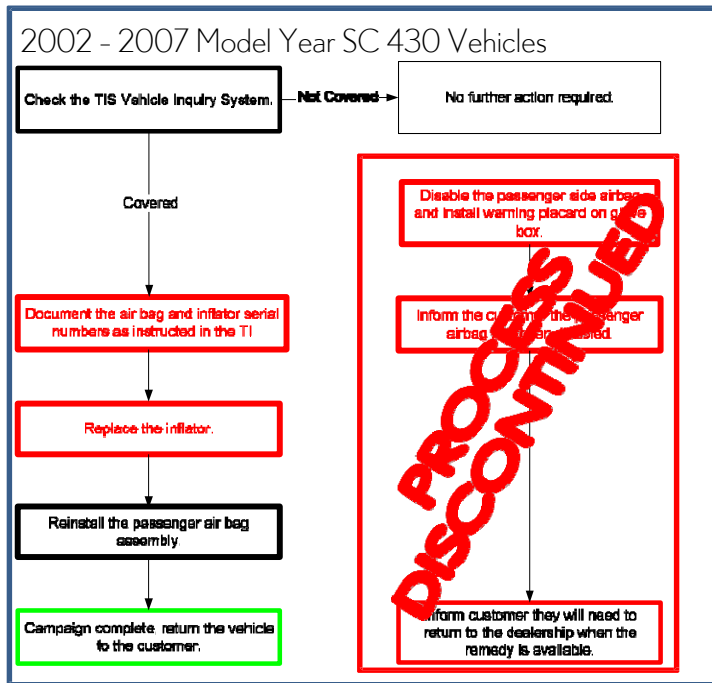 2002 - 2007 Model Year SC 430 Vehicles
Check the TIS Vehicle Inquiry System.
Not Covered
No further action required.
Covered
Disable the passenger side airbag
and install warning placard on glove
box.
Document the air bag and inflator serial
numbers as instructed in the TI
Inform the customer the passenger
airbag
Replace the inflator.
PROCESS
DISCONTINUED
Reinstall the passenger air bag
assembly.
Campaign complete, return the vehicle
to the customer.
Inform customer they will need to
return to the dealership when the
remedy is available.